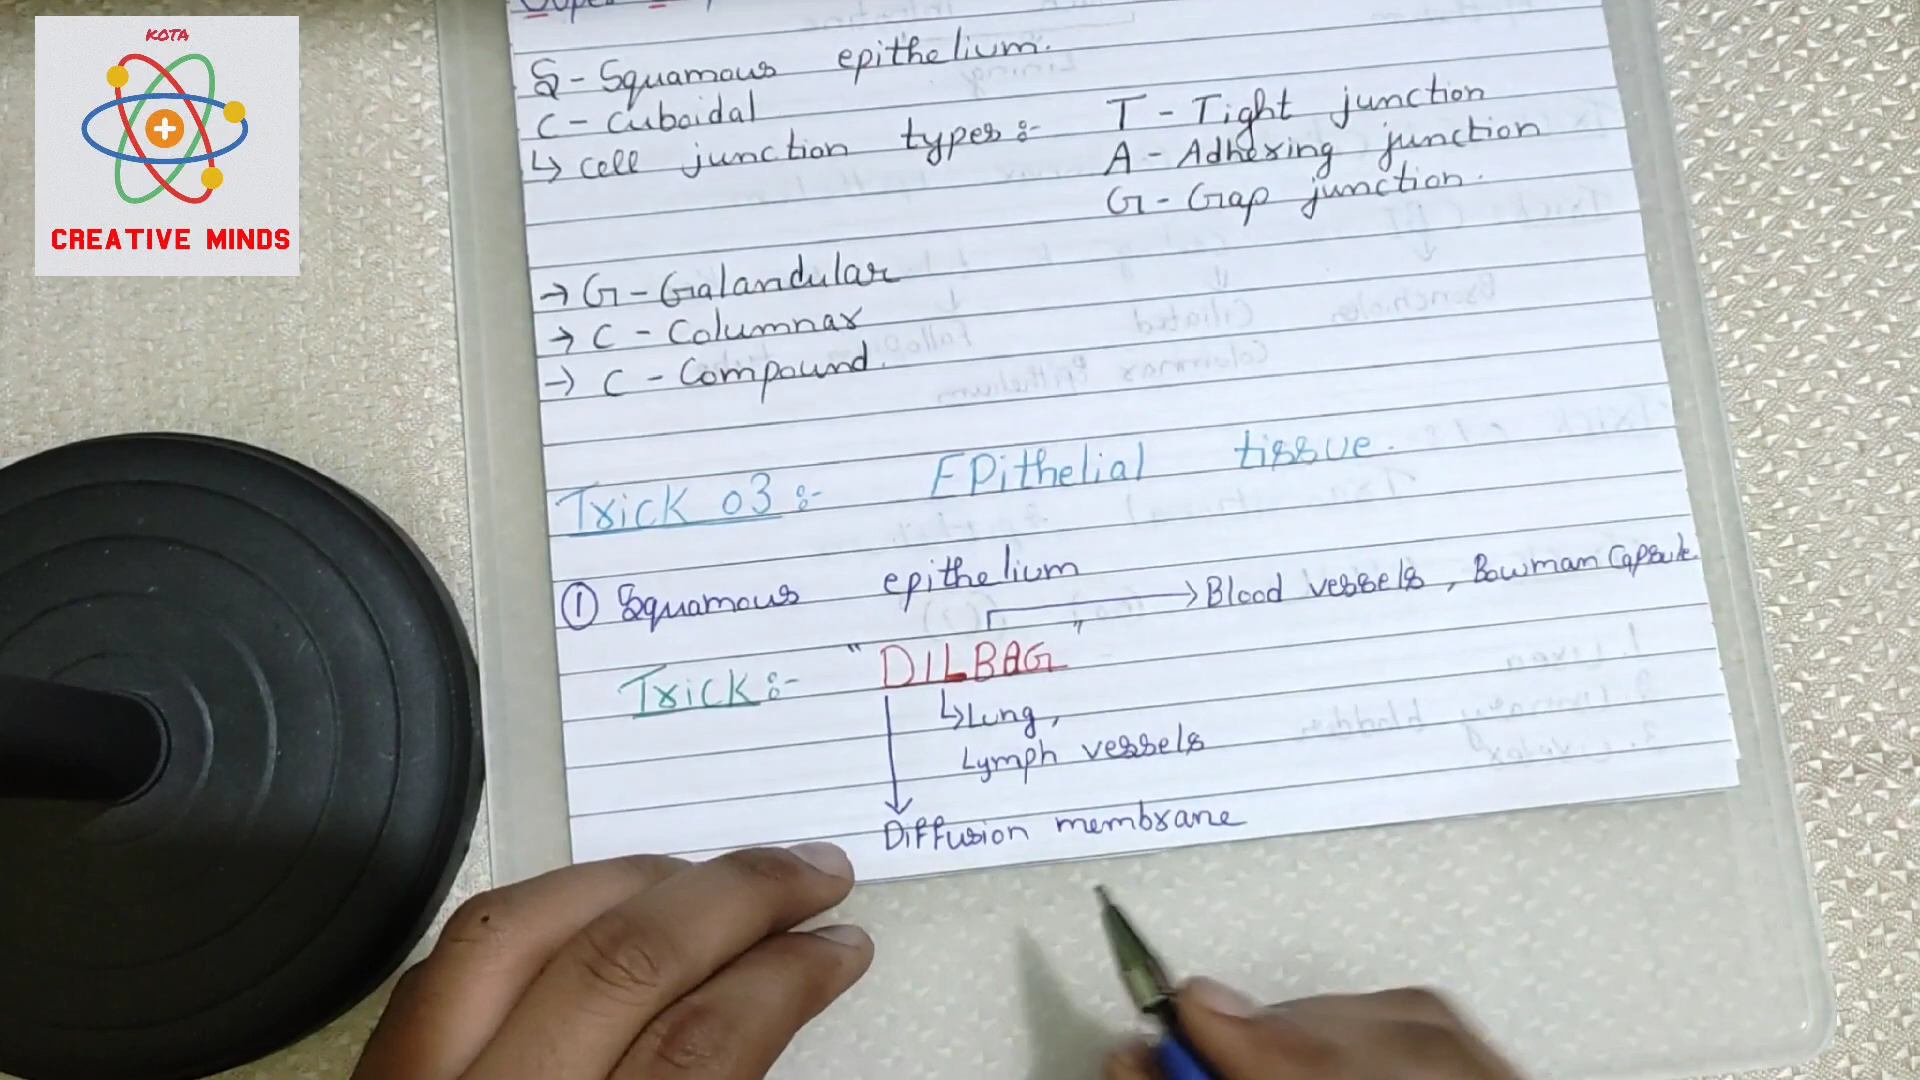 KOTA
CREATIVE MINDS
S - Squamous epithelium.
C - Cuboidal
↳ cell junction types :-
T - Tight junction
A - Adhering junction
G - Gap junction.
→ G - Galandular
→ C - Columnar
→ C - Compound.
Trick 03 :- EPithelial tissue.
① Squamous epithelium
→ Blood vessels, Bowman Capsule
Trick :- "DILBAG"
↳ Lung,
Lymph vessels
Diffusion membrane